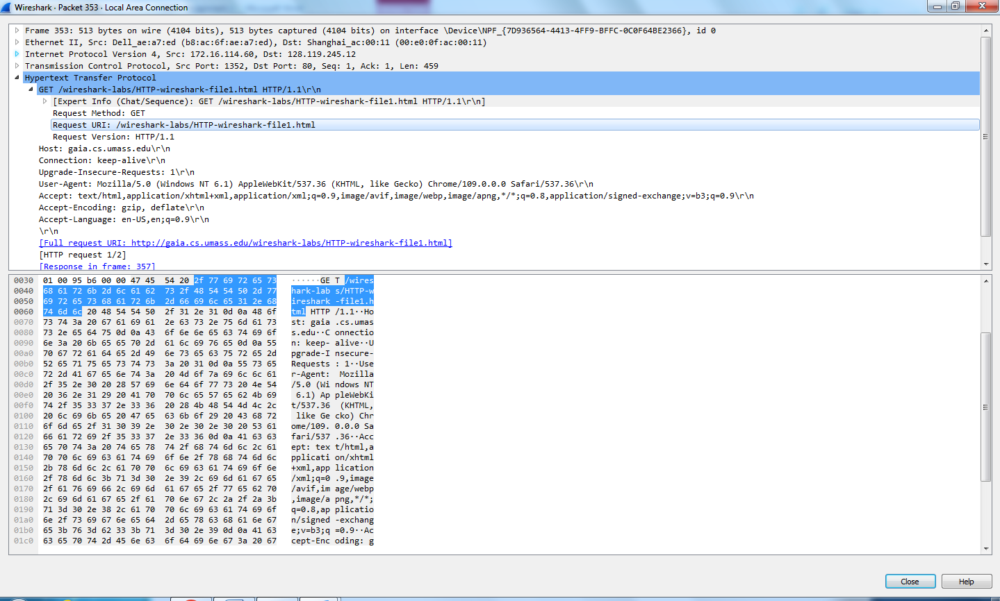 Wireshark · Packet 353 · Local Area Connection
Frame 353: 513 bytes on wire (4104 bits), 513 bytes captured (4104 bits) on interface \Device\NPF_{7D936564-4413-4FF9-BFFC-0C0F64BE2366}, id 0
Ethernet II, Src: Dell_ae:a7:ed (b8:ac:6f:ae:a7:ed), Dst: Shanghai_ac:00:11 (00:e0:0f:ac:00:11)
Internet Protocol Version 4, Src: 172.16.114.60, Dst: 128.119.245.12
Transmission Control Protocol, Src Port: 1352, Dst Port: 80, Seq: 1, Ack: 1, Len: 459
Hypertext Transfer Protocol
GET /wireshark-labs/HTTP-wireshark-file1.html HTTP/1.1\r\n
[Expert Info (Chat/Sequence): GET /wireshark-labs/HTTP-wireshark-file1.html HTTP/1.1\r\n]
Request Method: GET
Request URI: /wireshark-labs/HTTP-wireshark-file1.html
Request Version: HTTP/1.1
Host: gaia.cs.umass.edu\r\n
Connection: keep-alive\r\n
Upgrade-Insecure-Requests: 1\r\n
User-Agent: Mozilla/5.0 (Windows NT 6.1) AppleWebKit/537.36 (KHTML, like Gecko) Chrome/109.0.0.0 Safari/537.36\r\n
Accept: text/html,application/xhtml+xml,application/xml;q=0.9,image/avif,image/webp,image/apng,*/*;q=0.8,application/signed-exchange;v=b3;q=0.9\r\n
Accept-Encoding: gzip, deflate\r\n
Accept-Language: en-US,en;q=0.9\r\n
\r\n
[Full request URI: http://gaia.cs.umass.edu/wireshark-labs/HTTP-wireshark-file1.html]
[HTTP request 1/2]
[Response in frame: 357]
0030 01 00 95 b6 00 00 47 45 54 20 2f 77 69 72 65 73 ······GE T /wires
0040 68 61 72 6b 2d 6c 61 62 73 2f 48 54 54 50 2d 77 hark-lab s/HTTP-w
0050 69 72 65 73 68 61 72 6b 2d 66 69 6c 65 31 2e 68 ireshark -file1.h
0060 74 6d 6c 20 48 54 54 50 2f 31 2e 31 0d 0a 48 6f tml HTTP /1.1··Ho
0070 73 74 3a 20 67 61 69 61 2e 63 73 2e 75 6d 61 73 st: gaia .cs.umas
0080 73 2e 65 64 75 0d 0a 43 6f 6e 6e 65 63 74 69 6f s.edu··C onnectio
0090 6e 3a 20 6b 65 65 70 2d 61 6c 69 76 65 0d 0a 55 n: keep- alive··U
00a0 70 67 72 61 64 65 2d 49 6e 73 65 63 75 72 65 2d pgrade-I nsecure-
00b0 52 65 71 75 65 73 74 73 3a 20 31 0d 0a 55 73 65 Requests : 1··Use
00c0 72 2d 41 67 65 6e 74 3a 20 4d 6f 7a 69 6c 6c 61 r-Agent: Mozilla
00d0 2f 35 2e 30 20 28 57 69 6e 64 6f 77 73 20 4e 54 /5.0 (Wi ndows NT
00e0 20 36 2e 31 29 20 41 70 70 6c 65 57 65 62 4b 69 6.1) Ap pleWebKi
00f0 74 2f 35 33 37 2e 33 36 20 28 4b 48 54 4d 4c 2c t/537.36 (KHTML,
0100 20 6c 69 6b 65 20 47 65 63 6b 6f 29 20 43 68 72 like Ge cko) Chr
0110 6f 6d 65 2f 31 30 39 2e 30 2e 30 2e 30 20 53 61 ome/109. 0.0.0 Sa
0120 66 61 72 69 2f 35 33 37 2e 33 36 0d 0a 41 63 63 fari/537 .36··Acc
0130 65 70 74 3a 20 74 65 78 74 2f 68 74 6d 6c 2c 61 ept: tex t/html,a
0140 70 70 6c 69 63 61 74 69 6f 6e 2f 78 68 74 6d 6c pplicati on/xhtml
0150 2b 78 6d 6c 2c 61 70 70 6c 69 63 61 74 69 6f 6e +xml,app lication
0160 2f 78 6d 6c 3b 71 3d 30 2e 39 2c 69 6d 61 67 65 /xml;q=0 .9,image
0170 2f 61 76 69 66 2c 69 6d 61 67 65 2f 77 65 62 70 /avif,im age/webp
0180 2c 69 6d 61 67 65 2f 61 70 6e 67 2c 2a 2f 2a 3b ,image/a png,*/*;
0190 71 3d 30 2e 38 2c 61 70 70 6c 69 63 61 74 69 6f q=0.8,ap plicatio
01a0 6e 2f 73 69 67 6e 65 64 2d 65 78 63 68 61 6e 67 n/signed -exchang
01b0 65 3b 76 3d 62 33 3b 71 3d 30 2e 39 0d 0a 41 63 e;v=b3;q =0.9··Ac
01c0 63 65 70 74 2d 45 6e 63 6f 64 69 6e 67 3a 20 67 cept-Enc oding: g
Close Help